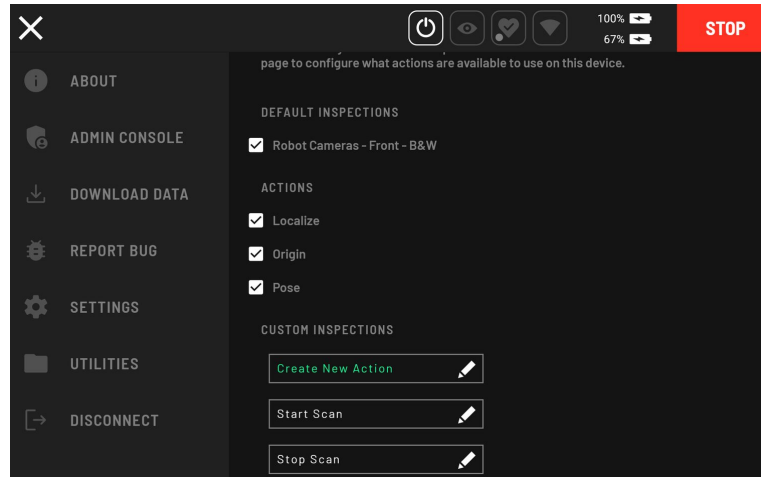 100%
67%
STOP
page to configure what actions are available to use on this device.
ABOUT
ADMIN CONSOLE
DOWNLOAD DATA
REPORT BUG
SETTINGS
UTILITIES
DISCONNECT
DEFAULT INSPECTIONS
Robot Cameras - Front - B&W
ACTIONS
Localize
Origin
Pose
CUSTOM INSPECTIONS
Create New Action
Start Scan
Stop Scan